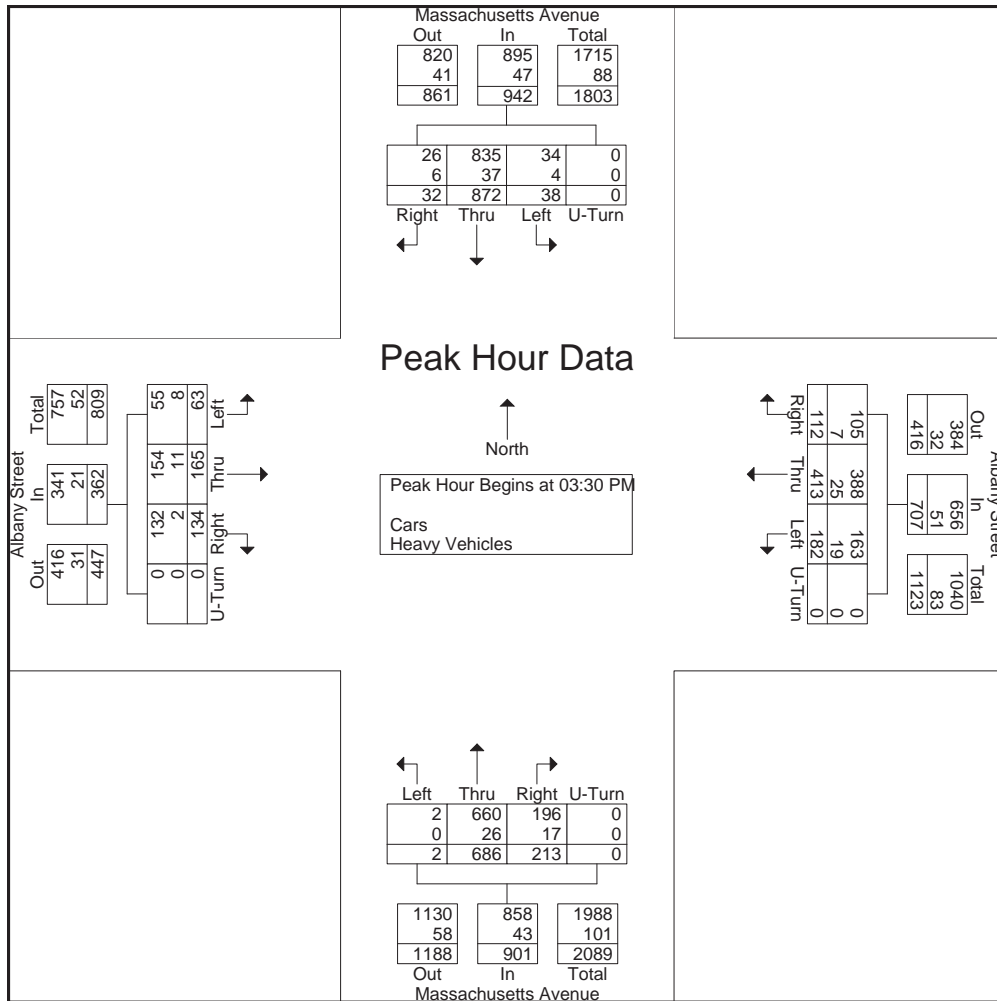 Massachusetts Avenue
Out In Total
820 895 1715
41 47 88
861 942 1803
26 835 34 0
6 37 4 0
32 872 38 0
Right Thru Left U-Turn
Peak Hour Data
North
Peak Hour Begins at 03:30 PM
Cars
Heavy Vehicles
Albany Street
Out In Total
416 341 757
31 21 52
447 362 809
0 132 154 55
0 2 11 8
0 134 165 63
U-Turn Right Thru Left
Albany Street
Out In Total
384 656 1040
32 51 83
416 707 1123
105 388 163 0
7 25 19 0
112 413 182 0
Right Thru Left U-Turn
Left Thru Right U-Turn
2 660 196 0
0 26 17 0
2 686 213 0
1130 858 1988
58 43 101
1188 901 2089
Out In Total
Massachusetts Avenue